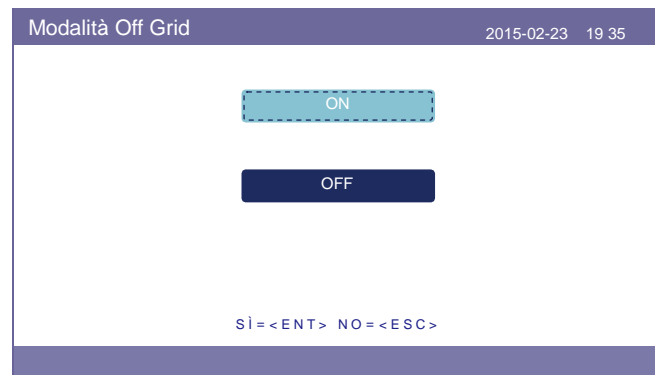 Modalità Off Grid
2015-02-23 19 35
ON
OFF
SÌ=<ENT> NO=<ESC>